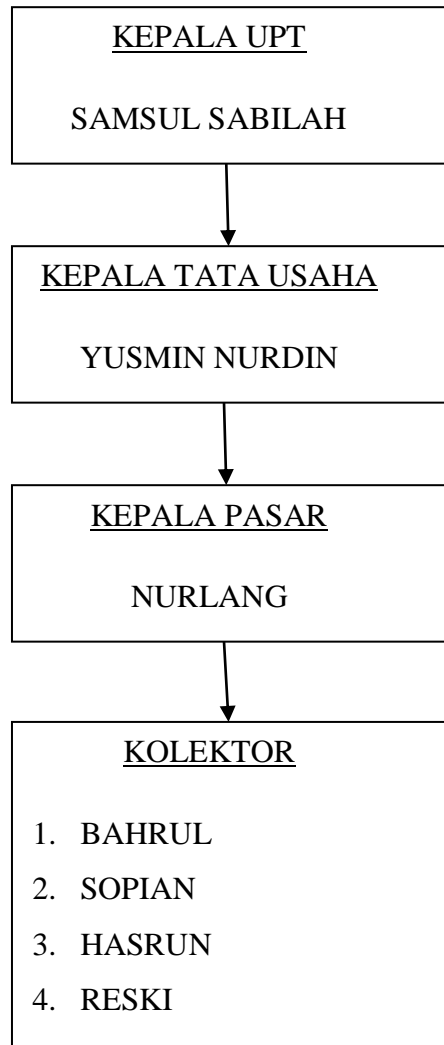 KEPALA UPT
SAMSUL SABILAH
KEPALA TATA USAHA
YUSMIN NURDIN
KEPALA PASAR
NURLANG
KOLEKTOR
1. BAHRUL
2. SOPIAN
3. HASRUN
4. RESKI